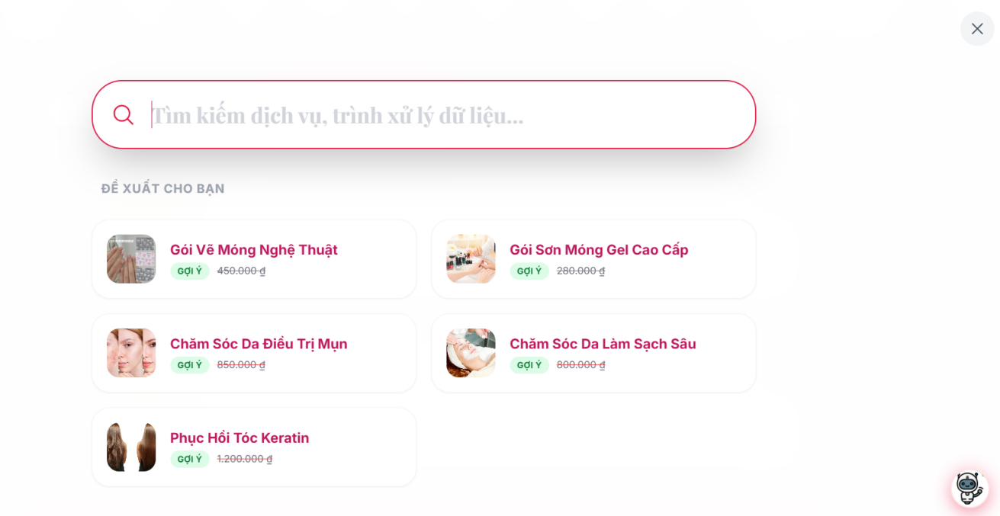 Tìm kiếm dịch vụ, trình xử lý dữ liệu...
ĐỀ XUẤT CHO BẠN
Gói Vẽ Móng Nghệ Thuật
GỢI Ý 450.000 ₫
Gói Sơn Móng Gel Cao Cấp
GỢI Ý 280.000 ₫
Chăm Sóc Da Điều Trị Mụn
GỢI Ý 850.000 ₫
Chăm Sóc Da Làm Sạch Sâu
GỢI Ý 800.000 ₫
Phục Hồi Tóc Keratin
GỢI Ý 1.200.000 ₫